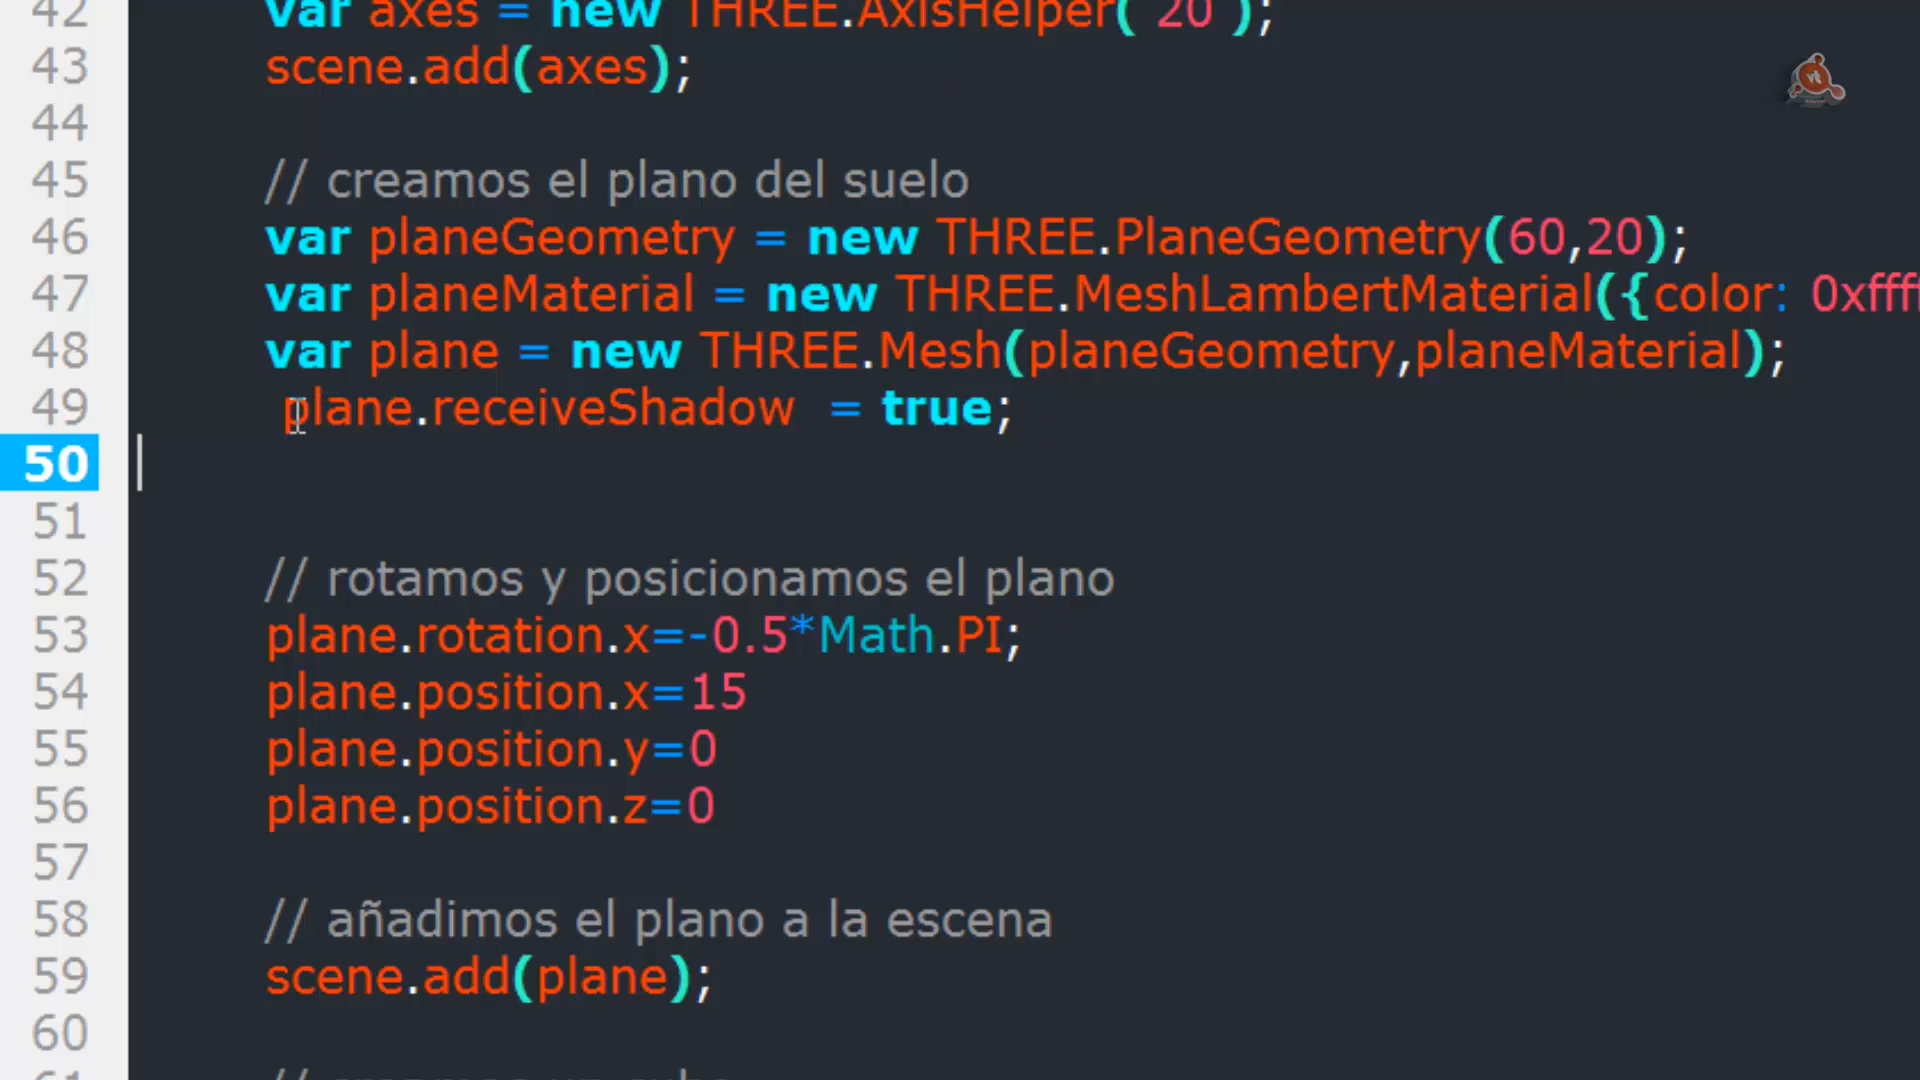 42 var axes = new THREE.AxisHelper( 20 );
43 scene.add(axes);
44
45 // creamos el plano del suelo
46 var planeGeometry = new THREE.PlaneGeometry(60,20);
47 var planeMaterial = new THREE.MeshLambertMaterial({color: 0xfff
48 var plane = new THREE.Mesh(planeGeometry,planeMaterial);
49 plane.receiveShadow = true;
50
51
52 // rotamos y posicionamos el plano
53 plane.rotation.x=-0.5*Math.PI;
54 plane.position.x=15
55 plane.position.y=0
56 plane.position.z=0
57
58 // añadimos el plano a la escena
59 scene.add(plane);
60
61 //
vt